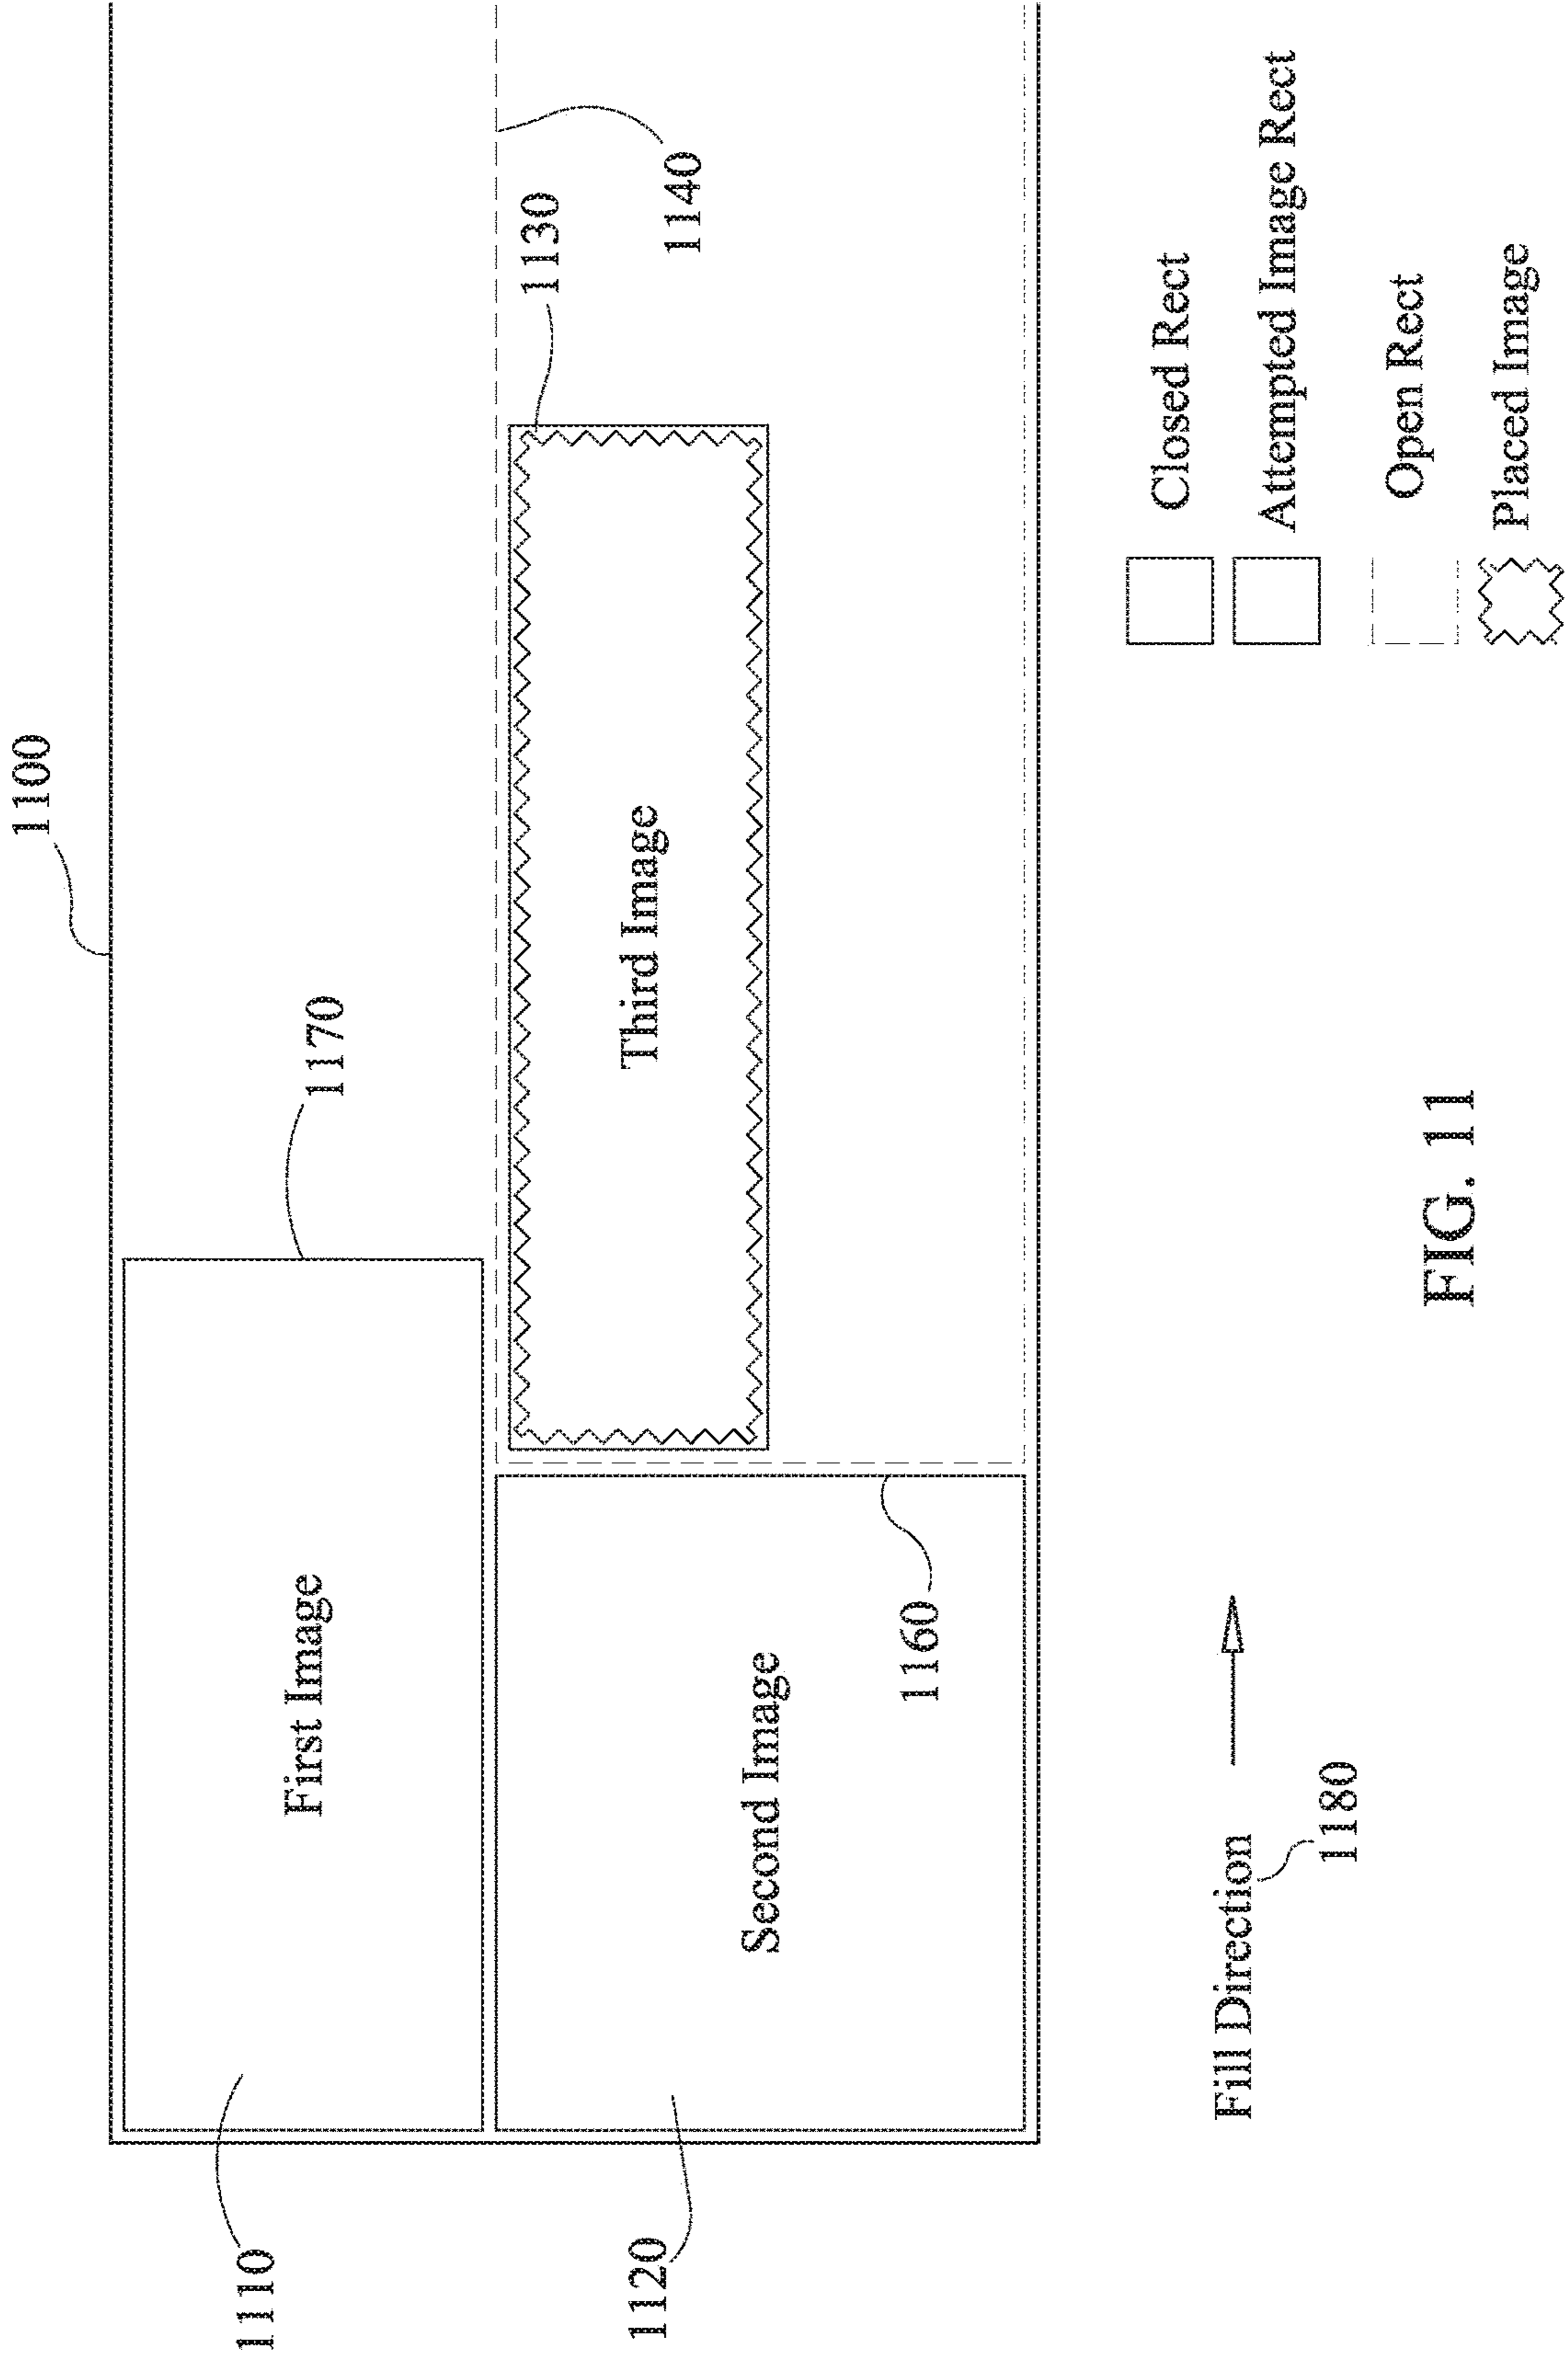 1100
1110
First Image
1170
1120
Second Image
1160
Third Image
1130
1140
Fill Direction
1180
Closed Rect
Attempted Image Rect
Open Rect
Placed Image
FIG. 11